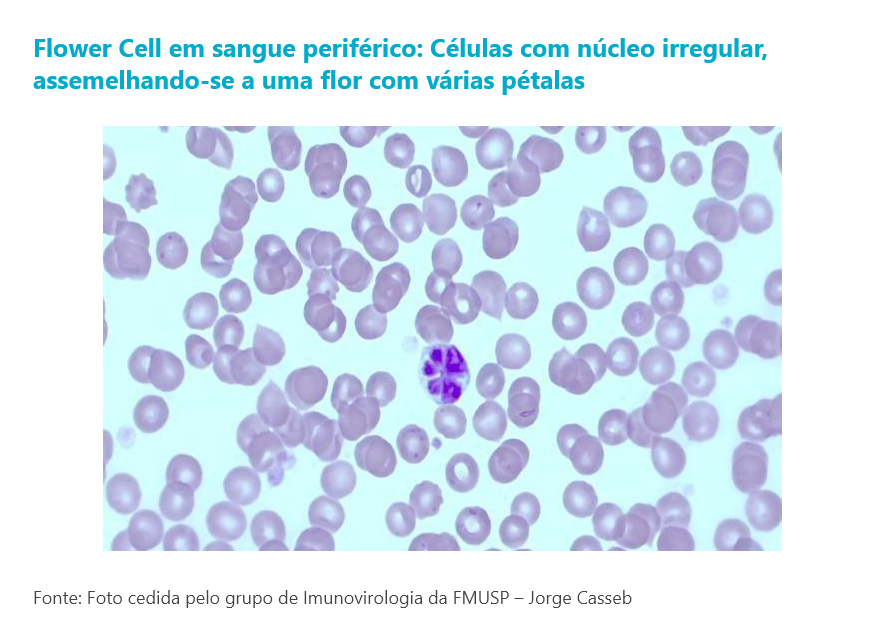 Flower Cell em sangue periférico: Células com núcleo irregular,
assemelhando-se a uma flor com várias pétalas
Fonte: Foto cedida pelo grupo de Imunovirologia da FMUSP – Jorge Casseb